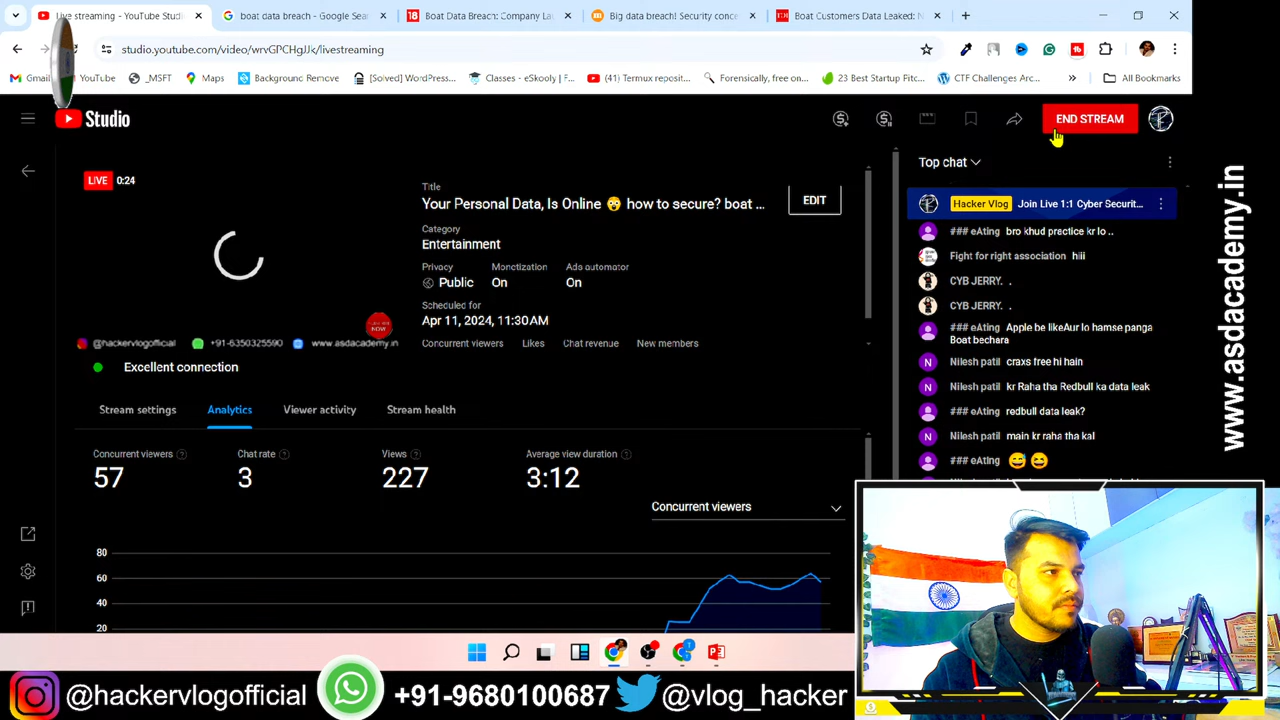 Live streaming - YouTube Studi
boat data breach - Google Sea
18 Boat Data Breach: Company La
Big data breach! Security conce
Boat Customers Data Leaked: N
studio.youtube.com/video/wrvGPCHgJJk/livestreaming
Gmail
YouTube
_MSFT
Maps
Background Remove
[Solved] WordPress...
Classes - eSkooly | F...
(41) Termux reposit...
Forensically, free on...
23 Best Startup Fitc...
CTF Challenges Arc...
All Bookmarks
Studio
END STREAM
LIVE 0:24
Title
Your Personal Data, Is Online 😳 how to secure? boat ...
EDIT
Category
Entertainment
Privacy Monetization Ads automator
Public On On
Scheduled for
Apr 11, 2024, 11:30 AM
Concurrent viewers Likes Chat revenue New members
NOW
@hackervlogofficial +91-6350325590 www.asdacademy.in
Excellent connection
Stream settings Analytics Viewer activity Stream health
Concurrent viewers Chat rate Views Average view duration
57 3 227 3:12
Concurrent viewers
80
60
40
20
Top chat
Hacker Vlog Join Live 1:1 Cyber Securit...
### eAting bro khud practice kr lo ..
Fight for right association hiii
CYB JERRY. .
CYB JERRY. .
### eAting Apple be likeAur lo hamse panga
Boat bechara
N Nilesh patil craxs free hi hain
N Nilesh patil kr Raha tha Redbull ka data leak
### eAting redbull data leak?
N Nilesh patil main kr raha tha kal
### eAting 😅 😆
www.asdacademy.in
@hackervlogofficial +91-9680100687 @vlog_hacker